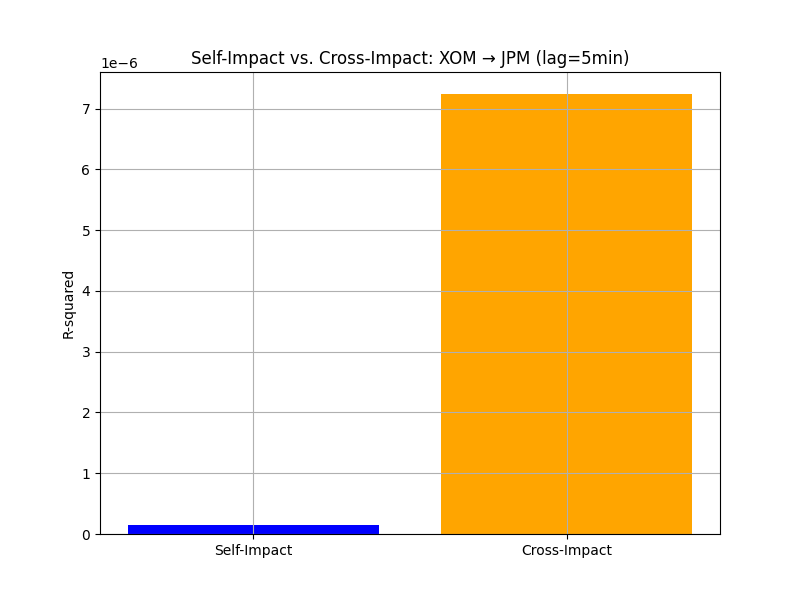 Self-Impact vs. Cross-Impact: XOM → JPM (lag=5min)
1e−6
7
6
5
4
3
2
1
0
R-squared
Self-Impact
Cross-Impact